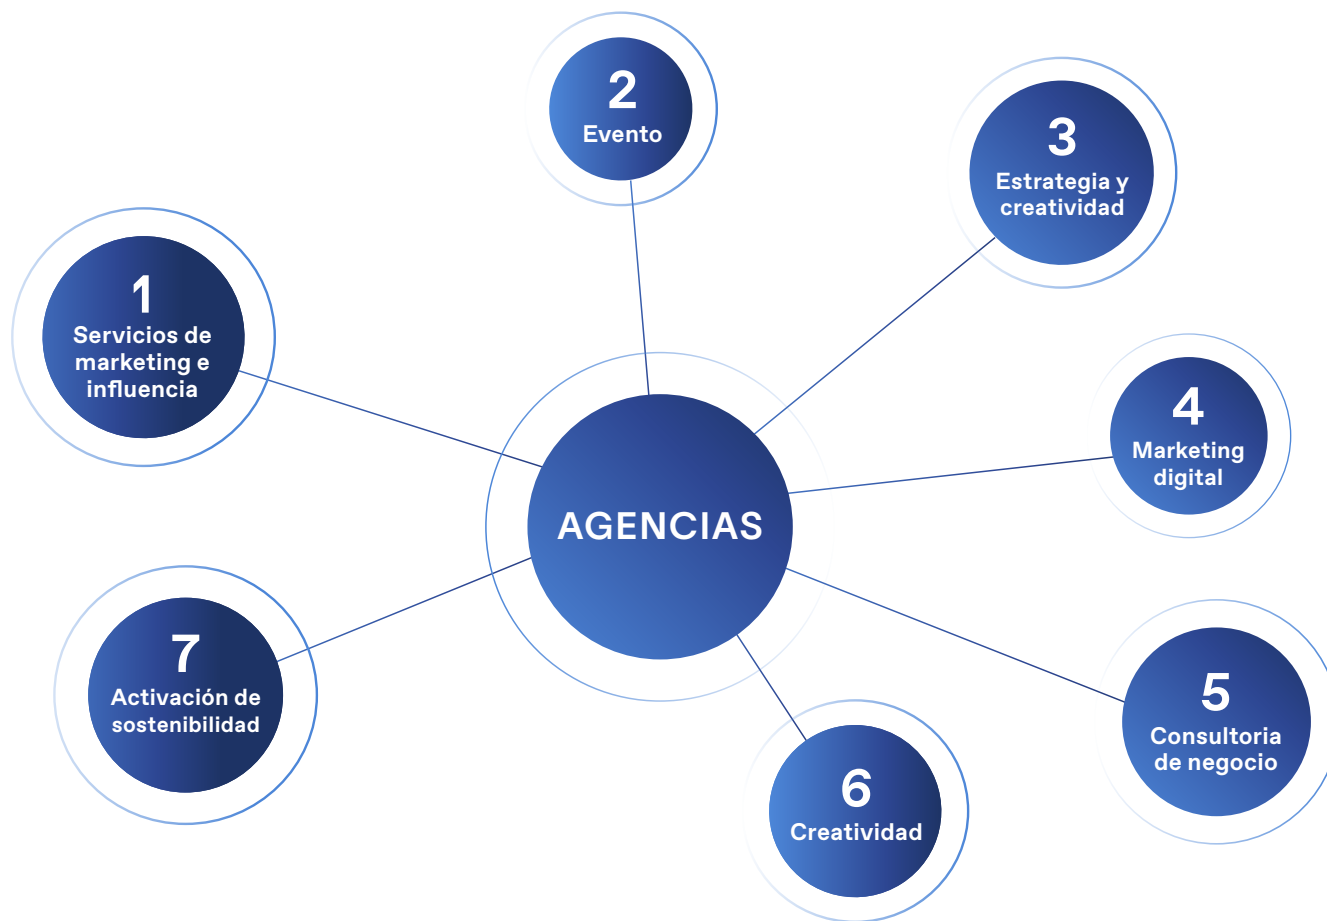 1
Servicios de
marketing e
influencia
2
Evento
3
Estrategia y
creatividad
4
Marketing
digital
AGENCIAS
5
Consultoria
de negocio
6
Creatividad
7
Activación de
sostenibilidad